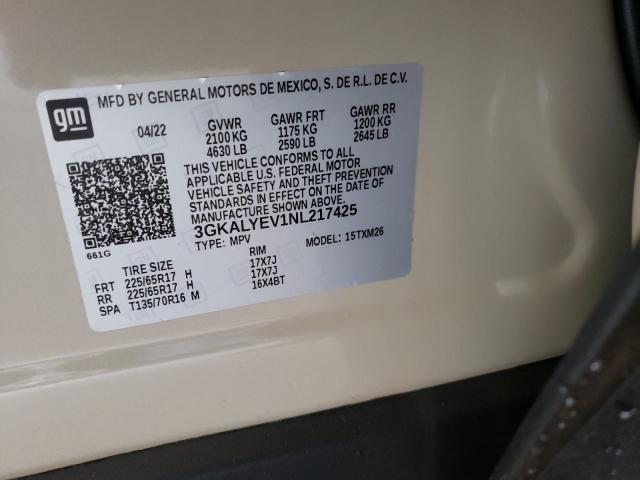 gm
MFD BY GENERAL MOTORS DE MEXICO, S. DE R.L. DE C.V.
04/22 GVWR GAWR FRT GAWR RR
2100 KG 1175 KG 1200 KG
4630 LB 2590 LB 2645 LB
THIS VEHICLE CONFORMS TO ALL
APPLICABLE U.S. FEDERAL MOTOR
VEHICLE SAFETY AND THEFT PREVENTION
STANDARDS IN EFFECT ON THE DATE OF
MANUFACTURE SHOWN ABOVE.
3GKALYEV1NL217425
661G
TYPE: MPV MODEL: 15TXM26
TIRE SIZE RIM
FRT 225/65R17 H 17X7J
RR 225/65R17 H 17X7J
SPA T135/70R16 M 16X4BT